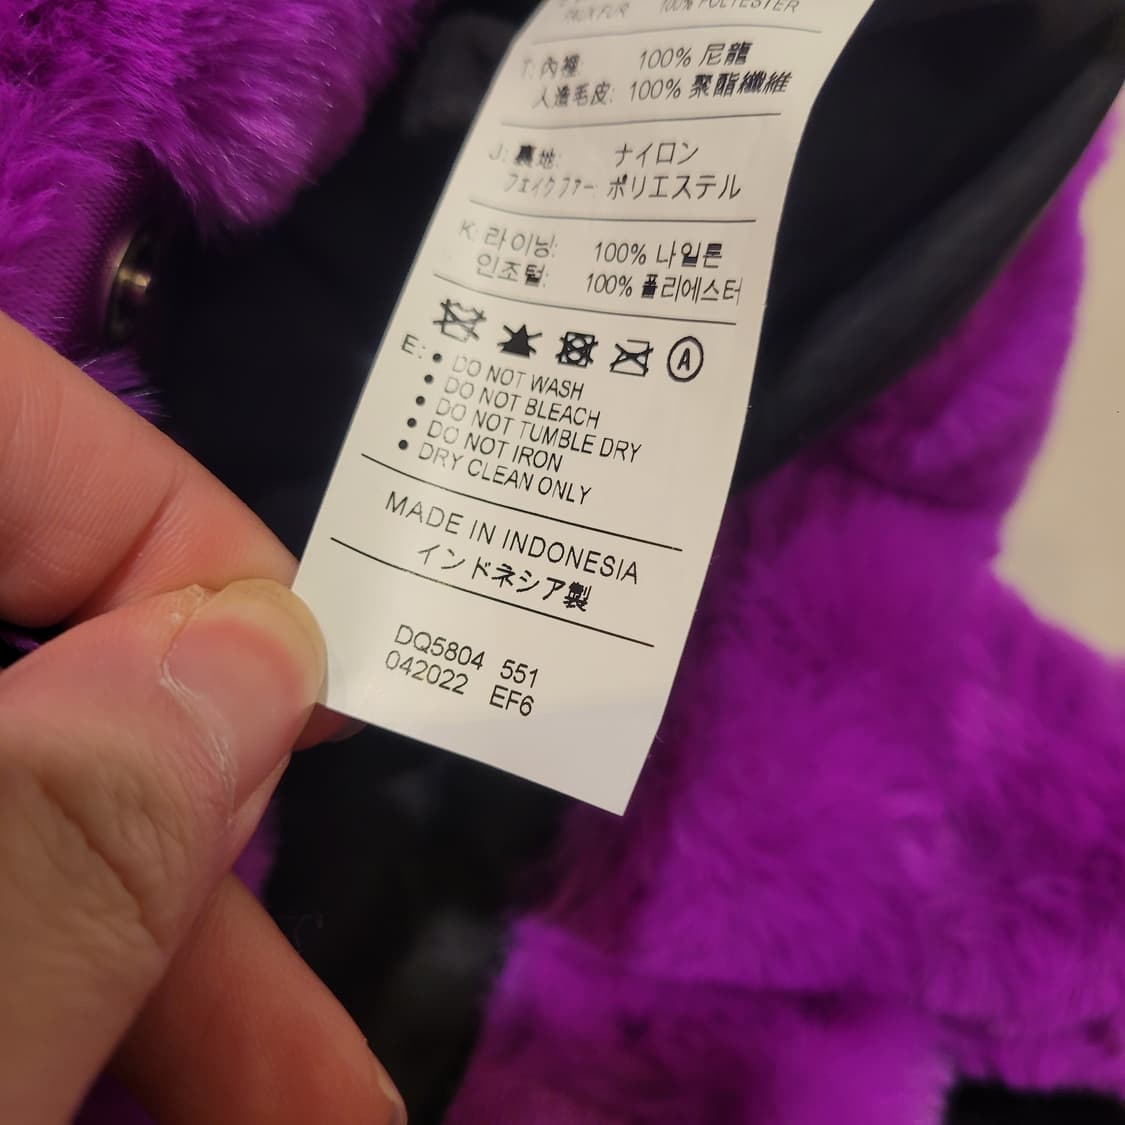 FUR 100% POLYESTER
T: 內裡: 100% 尼龍
人造毛皮: 100% 聚酯纖維
J: 裏地: ナイロン
フェイクファー: ポリエステル
K: 라이닝: 100% 나일론
인조털: 100% 폴리에스터
A
E: • DO NOT WASH
• DO NOT BLEACH
• DO NOT TUMBLE DRY
• DO NOT IRON
• DRY CLEAN ONLY
MADE IN INDONESIA
インドネシア製
DQ5804 551
042022 EF6